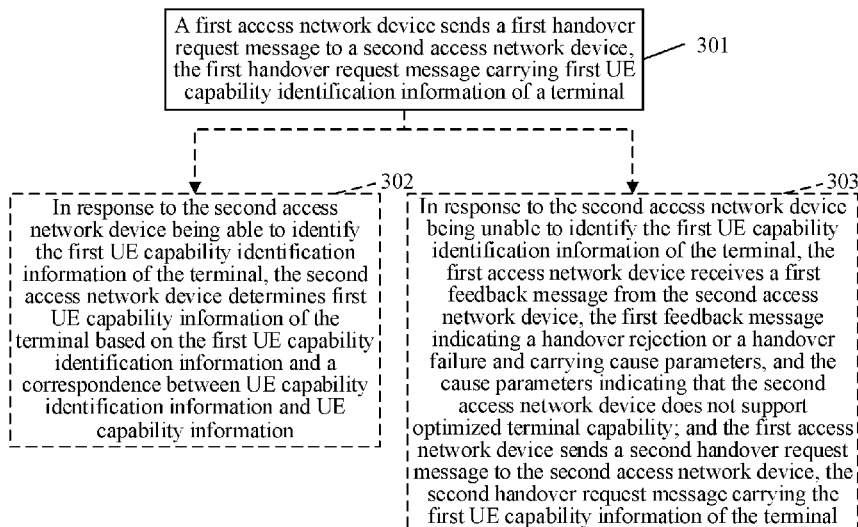 A first access network device sends a first handover
request message to a second access network device,
the first handover request message carrying first UE
capability identification information of a terminal
301
302
In response to the second access
network device being able to identify
the first UE capability identification
information of the terminal, the second
access network device determines first
UE capability information of the
terminal based on the first UE capability
identification information and a
correspondence between UE capability
identification information and UE
capability information
303
In response to the second access network device
being unable to identify the first UE capability
identification information of the terminal, the
first access network device receives a first
feedback message from the second access
network device, the first feedback message
indicating a handover rejection or a handover
failure and carrying cause parameters, and the
cause parameters indicating that the second
access network device does not support
optimized terminal capability; and the first access
network device sends a second handover request
message to the second access network device, the
second handover request message carrying the
first UE capability information of the terminal